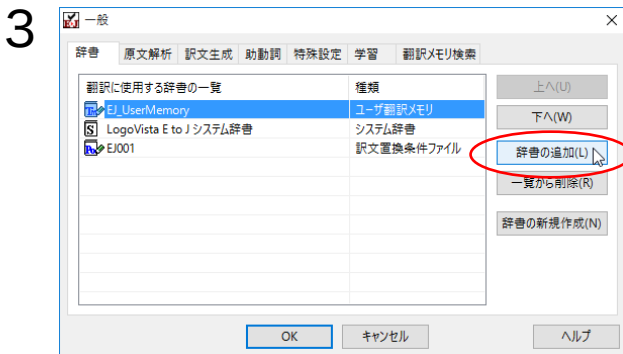 3
EJ 一般
辞書 原文解析 訳文生成 助動詞 特殊設定 学習 翻訳メモリ検索
翻訳に使用する辞書の一覧 種類
EJ_UserMemory ユーザ翻訳メモリ
S LogoVista E to J システム辞書 システム辞書
EJ001 訳文置換条件ファイル
上へ(U)
下へ(W)
辞書の追加(L)
一覧から削除(R)
辞書の新規作成(N)
OK キャンセル ヘルプ